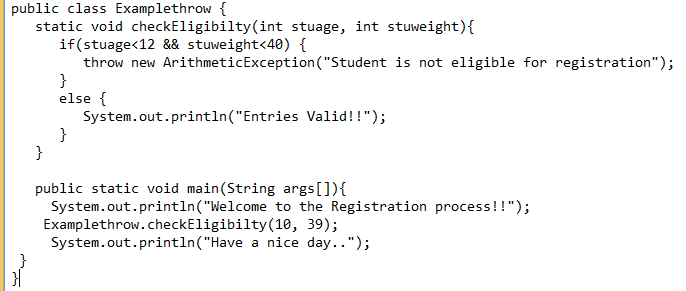 public class Examplethrow {
static void checkEligibilty(int stuage, int stuweight){
if(stuage<12 && stuweight<40) {
throw new ArithmeticException("Student is not eligible for registration");
}
else {
System.out.println("Entries Valid!!");
}
}
public static void main(String args[]){
System.out.println("Welcome to the Registration process!!");
Examplethrow.checkEligibilty(10, 39);
System.out.println("Have a nice day..");
}
}